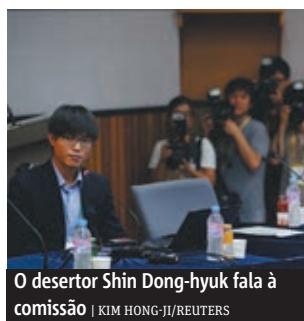 O desertor Shin Dong-hyuk fala à
comissão | KIM HONG-JI/REUTERS